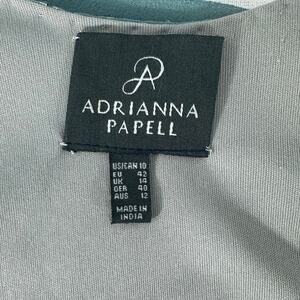 ADRIANNA
PAPELL
US/CAN 10
EU 42
UK 14
GER 40
AUS 12
MADE IN
INDIA